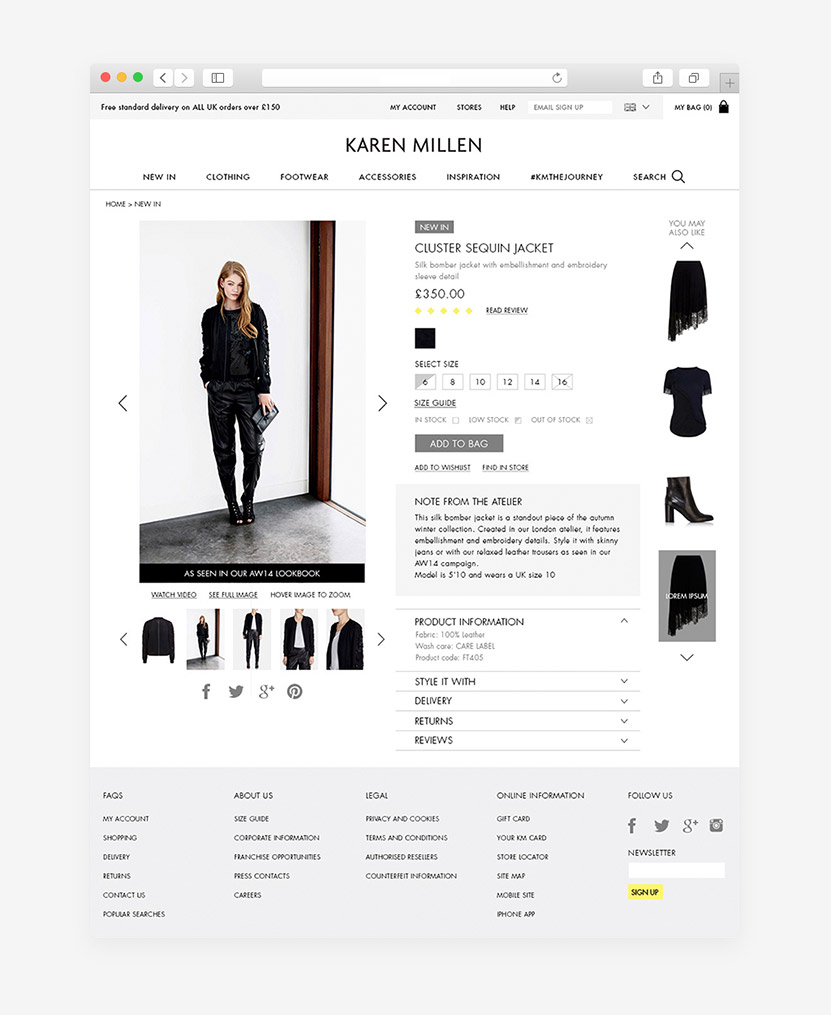 Free standard delivery on ALL UK orders over £150
MY ACCOUNT
STORES
HELP
EMAIL SIGN UP
MY BAG (0)
KAREN MILLEN
NEW IN
CLOTHING
FOOTWEAR
ACCESSORIES
INSPIRATION
#KMTHEJOURNEY
SEARCH
HOME > NEW IN
AS SEEN IN OUR AW14 LOOKBOOK
WATCH VIDEO
SEE FULL IMAGE
HOVER IMAGE TO ZOOM
NEW IN
CLUSTER SEQUIN JACKET
Silk bomber jacket with embellishment and embroidery
sleeve detail
£350.00
READ REVIEW
SELECT SIZE
6 8 10 12 14 16
SIZE GUIDE
IN STOCK
LOW STOCK
OUT OF STOCK
ADD TO BAG
ADD TO WISHLIST
FIND IN STORE
NOTE FROM THE ATELIER
This silk bomber jacket is a standout piece of the autumn
winter collection. Created in our London atelier, it features
embellishment and embroidery details. Style it with skinny
jeans or with our relaxed leather trousers as seen in our
AW14 campaign.
Model is 5'10 and wears a UK size 10
PRODUCT INFORMATION
Fabric: 100% Leather
Wash care: CARE LABEL
Product code: FT405
STYLE IT WITH
DELIVERY
RETURNS
REVIEWS
YOU MAY
ALSO LIKE
LOREM IPSUM
FAQS
MY ACCOUNT
SHOPPING
DELIVERY
RETURNS
CONTACT US
POPULAR SEARCHES
ABOUT US
SIZE GUIDE
CORPORATE INFORMATION
FRANCHISE OPPORTUNITIES
PRESS CONTACTS
CAREERS
LEGAL
PRIVACY AND COOKIES
TERMS AND CONDITIONS
AUTHORISED RESELLERS
COUNTERFEIT INFORMATION
ONLINE INFORMATION
GIFT CARD
YOUR KM CARD
STORE LOCATOR
SITE MAP
MOBILE SITE
IPHONE APP
FOLLOW US
NEWSLETTER
SIGN UP